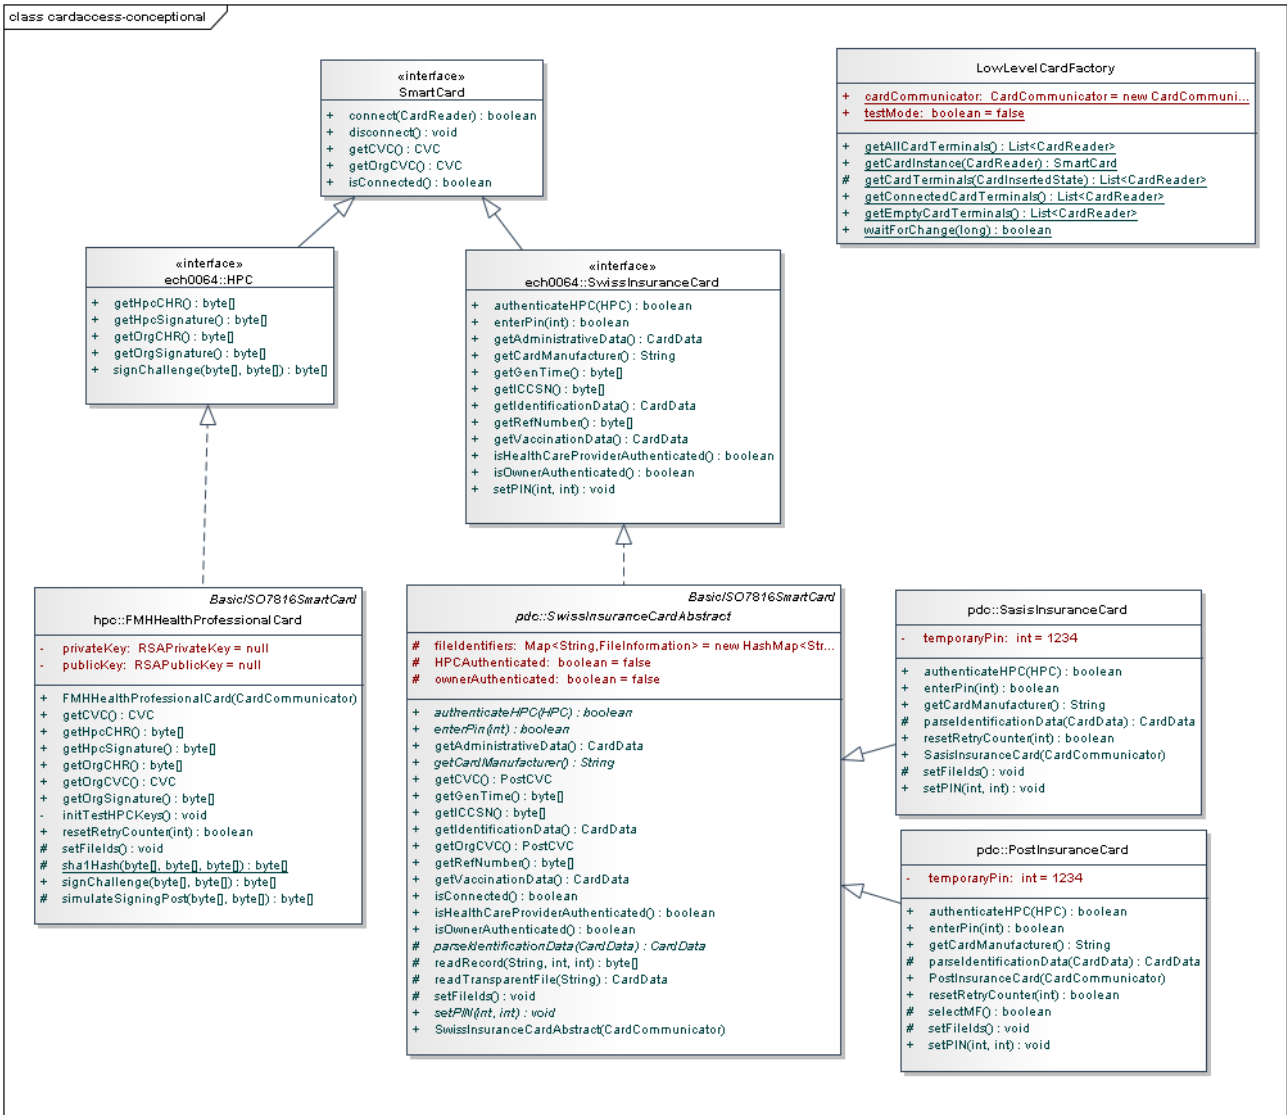 class cardaccess-conceptional
«interface»
SmartCard
+ connect(CardReader) : boolean
+ disconnect() : void
+ getCVC() : CVC
+ getOrgCVC() : CVC
+ isConnected() : boolean
LowLevelCardFactory
+ cardCommunicator: CardCommunicator = new CardCommuni...
+ testMode: boolean = false
+ getAllCardTerminals() : List<CardReader>
+ getCardInstance(CardReader) : SmartCard
# getCardTerminals(CardInsertedState) : List<CardReader>
+ getConnectedCardTerminals() : List<CardReader>
+ getEmptyCardTerminals() : List<CardReader>
+ waitForChange(long) : boolean
«interface»
ech0064::HPC
+ getHpcCHR() : byte[]
+ getHpcSignature() : byte[]
+ getOrgCHR() : byte[]
+ getOrgSignature() : byte[]
+ signChallenge(byte[], byte[]) : byte[]
«interface»
ech0064::SwissInsuranceCard
+ authenticateHPC(HPC) : boolean
+ enterPin(int) : boolean
+ getAdministrativeData() : CardData
+ getCardManufacturer() : String
+ getGenTime() : byte[]
+ getICCSN() : byte[]
+ getIdentificationData() : CardData
+ getRefNumber() : byte[]
+ getVaccinationData() : CardData
+ isHealthCareProviderAuthenticated() : boolean
+ isOwnerAuthenticated() : boolean
+ setPIN(int, int) : void
BasicISO7816SmartCard
hpc::FMHHealthProfessionalCard
- privateKey: RSAPrivateKey = null
- publicKey: RSAPublicKey = null
+ FMHHealthProfessionalCard(CardCommunicator)
+ getCVC() : CVC
+ getHpcCHR() : byte[]
+ getHpcSignature() : byte[]
+ getOrgCHR() : byte[]
+ getOrgCVC() : CVC
+ getOrgSignature() : byte[]
- initTestHPCKeys() : void
+ resetRetryCounter(int) : boolean
# setFileIds() : void
# sha1Hash(byte[], byte[], byte[]) : byte[]
+ signChallenge(byte[], byte[]) : byte[]
# simulateSigningPost(byte[], byte[]) : byte[]
BasicISO7816SmartCard
pdc::SwissInsuranceCardAbstract
# fileIdentifiers: Map<String,FileInformation> = new HashMap<Str...
# HPCAuthenticated: boolean = false
# ownerAuthenticated: boolean = false
+ authenticateHPC(HPC) : boolean
+ enterPin(int) : boolean
+ getAdministrativeData() : CardData
+ getCardManufacturer() : String
+ getCVC() : PostCVC
+ getGenTime() : byte[]
+ getICCSN() : byte[]
+ getIdentificationData() : CardData
+ getOrgCVC() : PostCVC
+ getRefNumber() : byte[]
+ getVaccinationData() : CardData
+ isConnected() : boolean
+ isHealthCareProviderAuthenticated() : boolean
+ isOwnerAuthenticated() : boolean
# parseIdentificationData(CardData) : CardData
# readRecord(String, int, int) : byte[]
# readTransparentFile(String) : CardData
# setFileIds() : void
+ setPIN(int, int) : void
+ SwissInsuranceCardAbstract(CardCommunicator)
pdc::SasisInsuranceCard
- temporaryPin: int = 1234
+ authenticateHPC(HPC) : boolean
+ enterPin(int) : boolean
+ getCardManufacturer() : String
# parseIdentificationData(CardData) : CardData
+ resetRetryCounter(int) : boolean
+ SasisInsuranceCard(CardCommunicator)
# setFileIds() : void
+ setPIN(int, int) : void
pdc::PostInsuranceCard
- temporaryPin: int = 1234
+ authenticateHPC(HPC) : boolean
+ enterPin(int) : boolean
+ getCardManufacturer() : String
# parseIdentificationData(CardData) : CardData
+ PostInsuranceCard(CardCommunicator)
+ resetRetryCounter(int) : boolean
# selectMF() : boolean
# setFileIds() : void
+ setPIN(int, int) : void